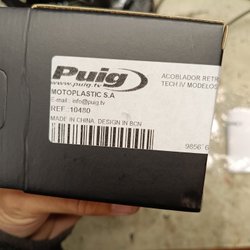 Puig
www.puig.tv
MOTOPLASTIC S.A
E-mail: info@puig.tv
REF.: 10480
MADE IN CHINA, DESIGN IN BCN
ACOBLADOR RETR
TECH IV MODELOS